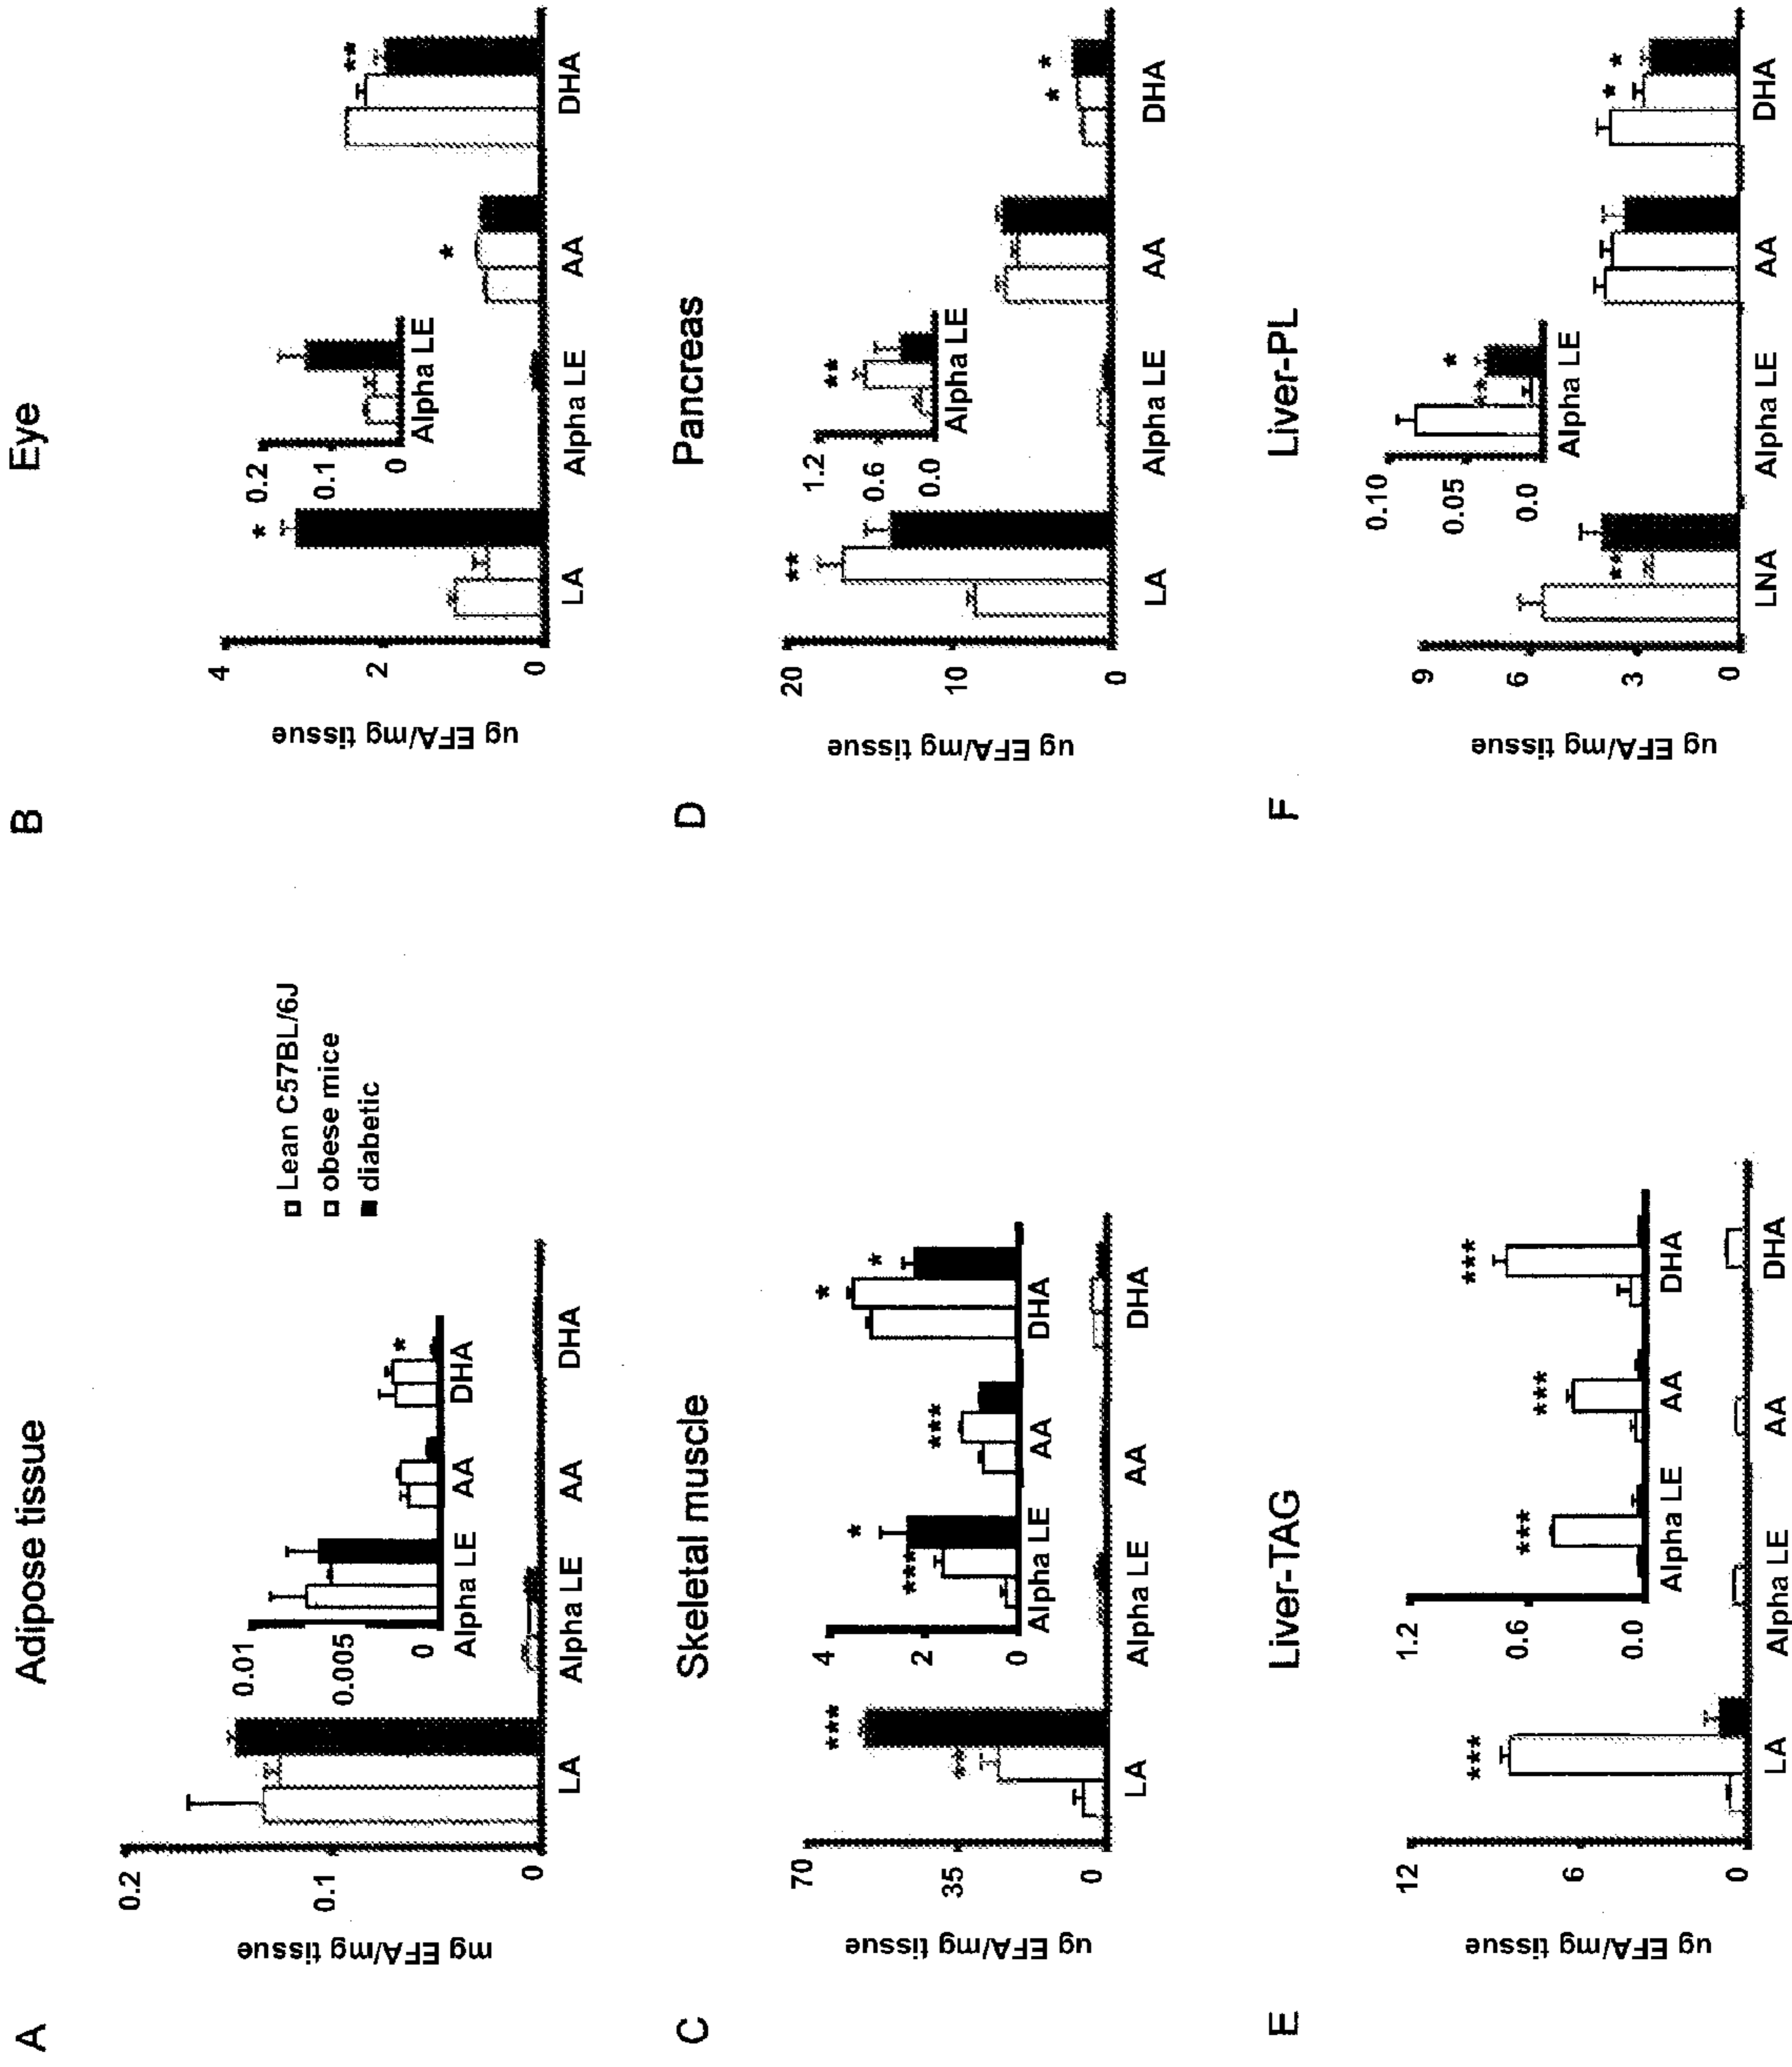 A
Adipose tissue
mg EFA/mg tissue
0.2
0.1
0
0.01
0.005
0
Alpha LE AA DHA
*
LA Alpha LE AA DHA
Lean C57BL/6J
obese mice
diabetic
B
Eye
ug EFA/mg tissue
4
2
0
0.2
0.1
0
Alpha LE
* * **
LA Alpha LE AA DHA
C
Skeletal muscle
ug EFA/mg tissue
70
35
0
4
2
0
Alpha LE AA DHA
*** ** *** * *** * *
LA Alpha LE AA DHA
D
Pancreas
ug EFA/mg tissue
20
10
0
1.2
0.6
0.0
Alpha LE
** ** * *
LA Alpha LE AA DHA
E
Liver-TAG
ug EFA/mg tissue
12
6
0
1.2
0.6
0.0
Alpha LE AA DHA
*** *** *** ***
LA Alpha LE AA DHA
F
Liver-PL
ug EFA/mg tissue
9
6
3
0
0.10
0.05
0.0
Alpha LE
** ** * * *
LNA Alpha LE AA DHA